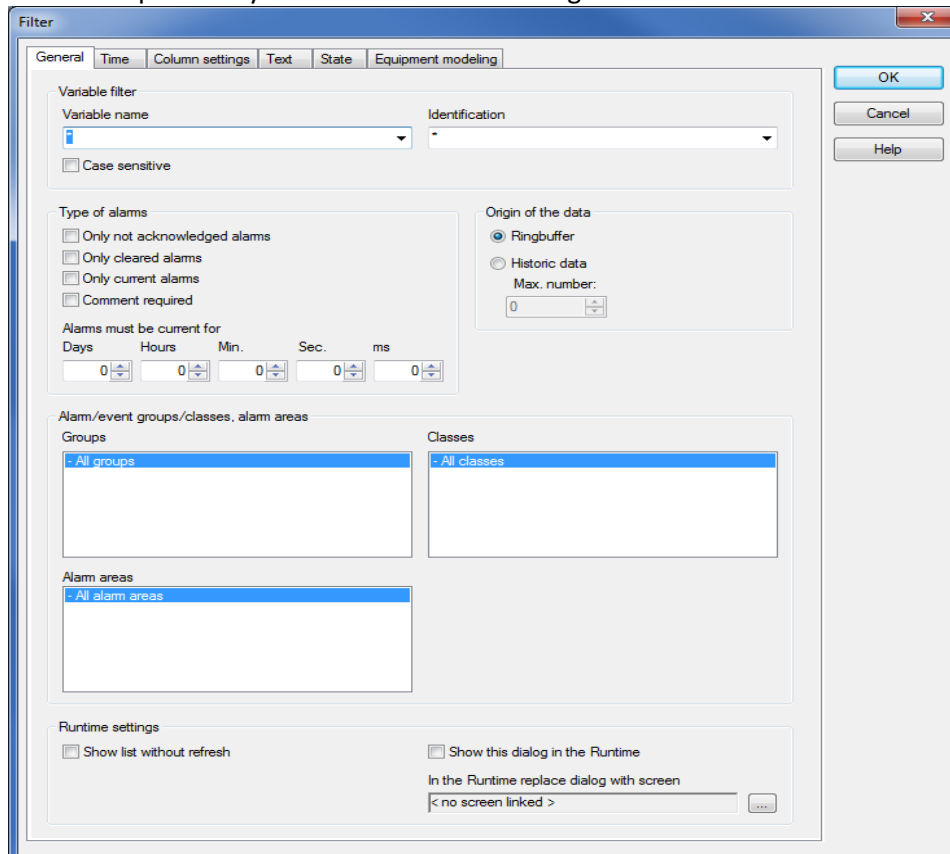 Filter
General Time Column settings Text State Equipment modeling
OK
Cancel
Help
Variable filter
Variable name
*
Identification
*
Case sensitive
Type of alarms
Only not acknowledged alarms
Only cleared alarms
Only current alarms
Comment required
Alarms must be current for
Days Hours Min. Sec. ms
0 0 0 0 0
Origin of the data
Ringbuffer
Historic data
Max. number:
0
Alarm/event groups/classes, alarm areas
Groups
- All groups
Classes
- All classes
Alarm areas
- All alarm areas
Runtime settings
Show list without refresh
Show this dialog in the Runtime
In the Runtime replace dialog with screen
< no screen linked >
...